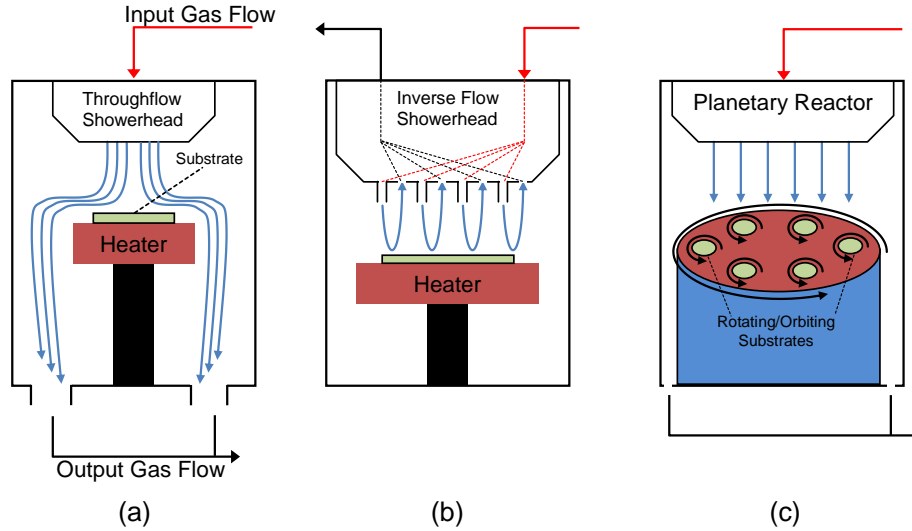 Input Gas Flow
Throughflow
Showerhead
Substrate
Heater
Output Gas Flow
(a)
Inverse Flow
Showerhead
Heater
(b)
Planetary Reactor
Rotating/Orbiting
Substrates
(c)